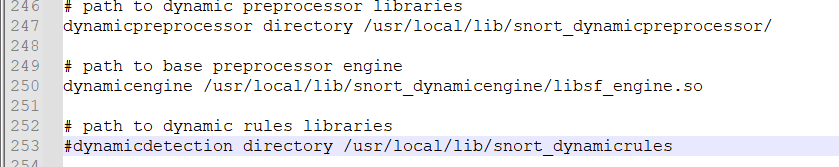 246 # path to dynamic preprocessor libraries
247 dynamicpreprocessor directory /usr/local/lib/snort_dynamicpreprocessor/
248
249 # path to base preprocessor engine
250 dynamicengine /usr/local/lib/snort_dynamicengine/libsf_engine.so
251
252 # path to dynamic rules libraries
253 #dynamicdetection directory /usr/local/lib/snort_dynamicrules
254